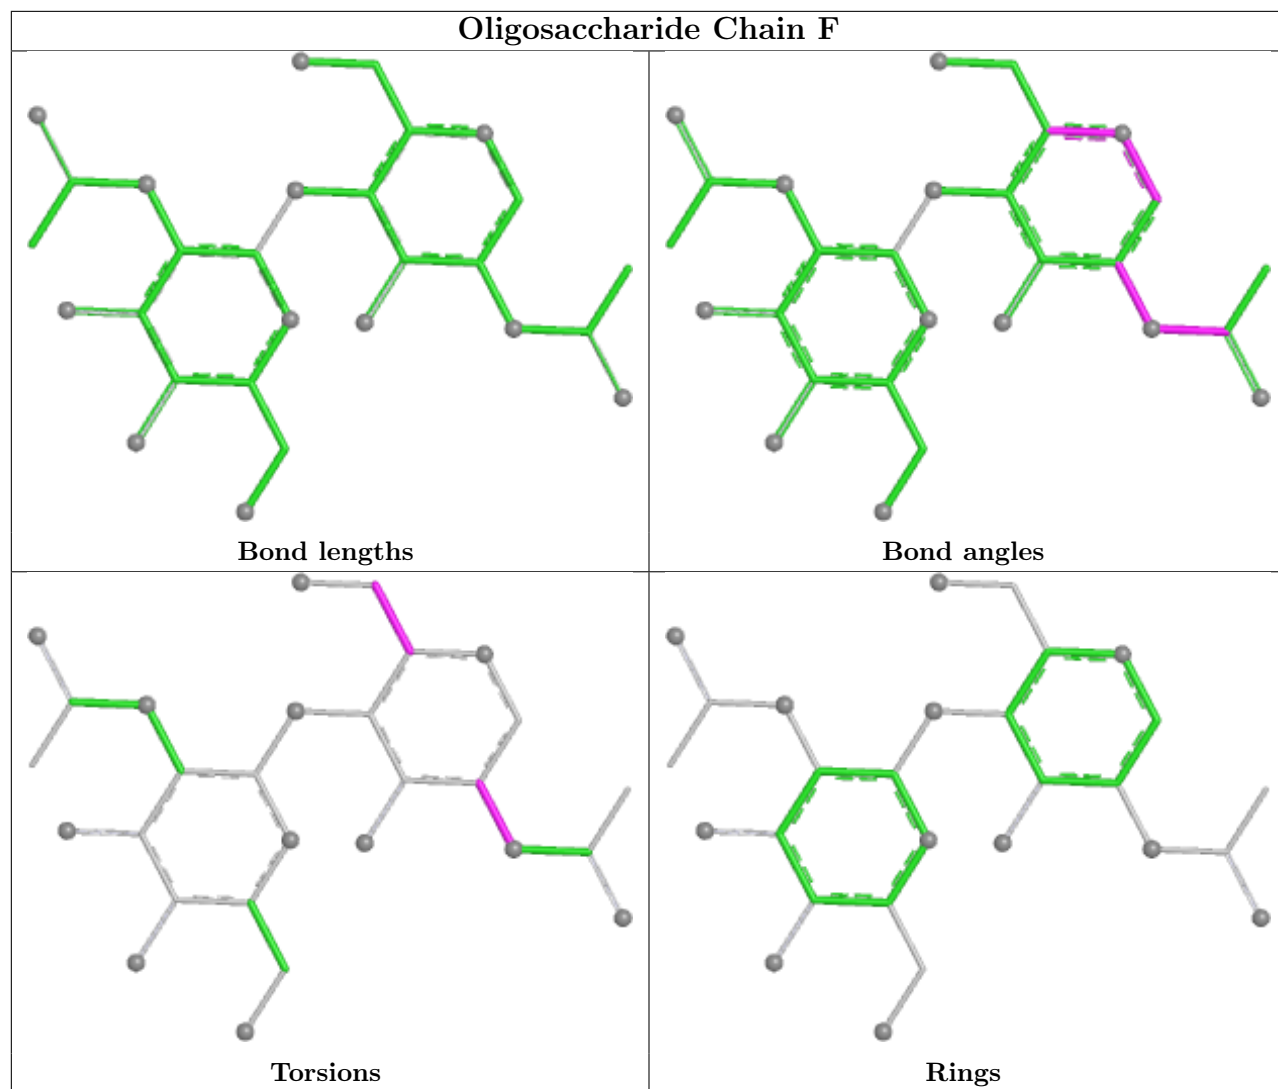 Oligosaccharide Chain F
Bond lengths
Bond angles
Torsions
Rings